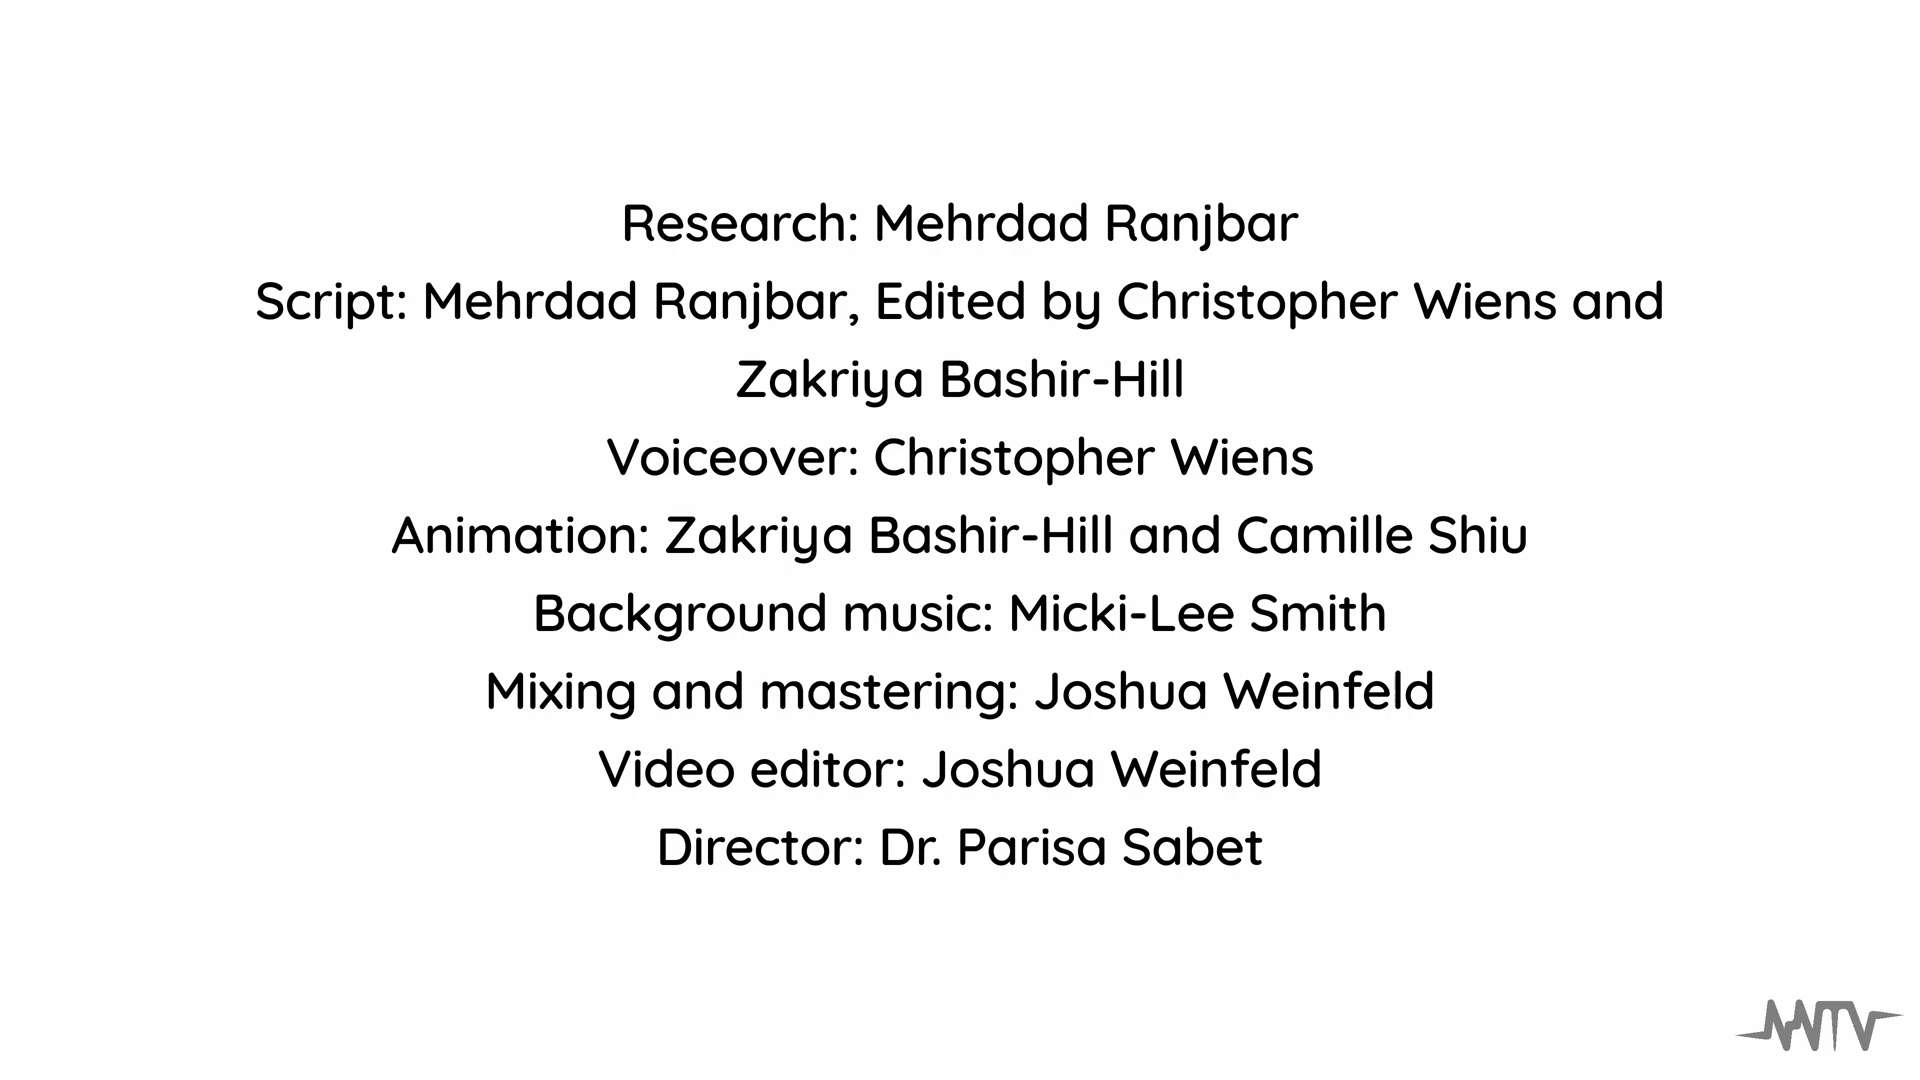 Research: Mehrdad Ranjbar
Script: Mehrdad Ranjbar, Edited by Christopher Wiens and
Zakriya Bashir-Hill
Voiceover: Christopher Wiens
Animation: Zakriya Bashir-Hill and Camille Shiu
Background music: Micki-Lee Smith
Mixing and mastering: Joshua Weinfeld
Video editor: Joshua Weinfeld
Director: Dr. Parisa Sabet